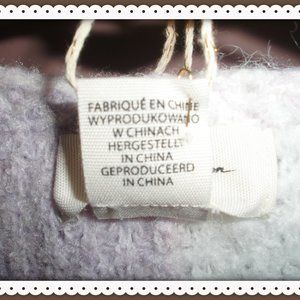 FABRIQUÉ EN CHINE
WYPRODUKOWANO
W CHINACH
HERGESTELLT
IN CHINA
GEPRODUCEERD
IN CHINA